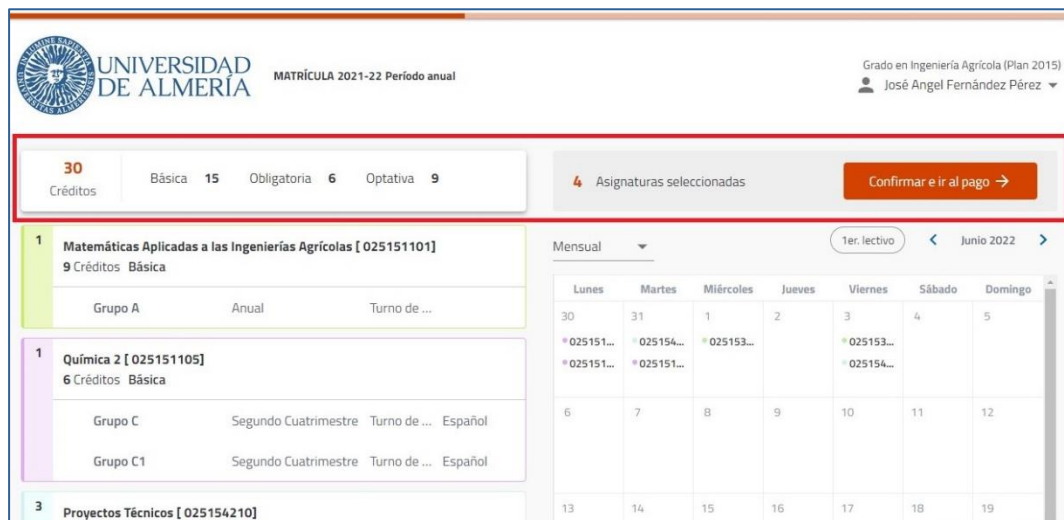 UNIVERSIDAD
DE ALMERÍA
MATRÍCULA 2021-22 Período anual
Grado en Ingeniería Agrícola (Plan 2015)
José Angel Fernández Pérez
30
Créditos
Básica 15 Obligatoria 6 Optativa 9
4 Asignaturas seleccionadas
Confirmar e ir al pago →
1 Matemáticas Aplicadas a las Ingenierías Agrícolas [ 025151101]
9 Créditos Básica
Grupo A Anual Turno de ...
1 Química 2 [ 025151105]
6 Créditos Básica
Grupo C Segundo Cuatrimestre Turno de ... Español
Grupo C1 Segundo Cuatrimestre Turno de ... Español
3 Proyectos Técnicos [ 025154210]
Mensual
1er. lectivo < Junio 2022 >
Lunes Martes Miércoles Jueves Viernes Sábado Domingo
30 31 1 2 3 4 5
025151... 025154... 025153... 025153...
025151... 025151... 025154...
6 7 8 9 10 11 12
13 14 15 16 17 18 19